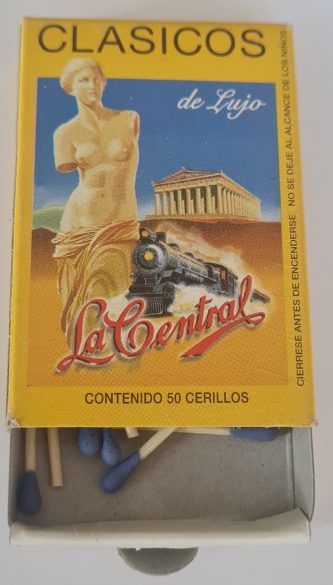 CLASICOS
de Lujo
La Central
CONTENIDO 50 CERILLOS
CIERRESE ANTES DE ENCENDERSE NO SE DEJE AL ALCANCE DE LOS NIÑOS